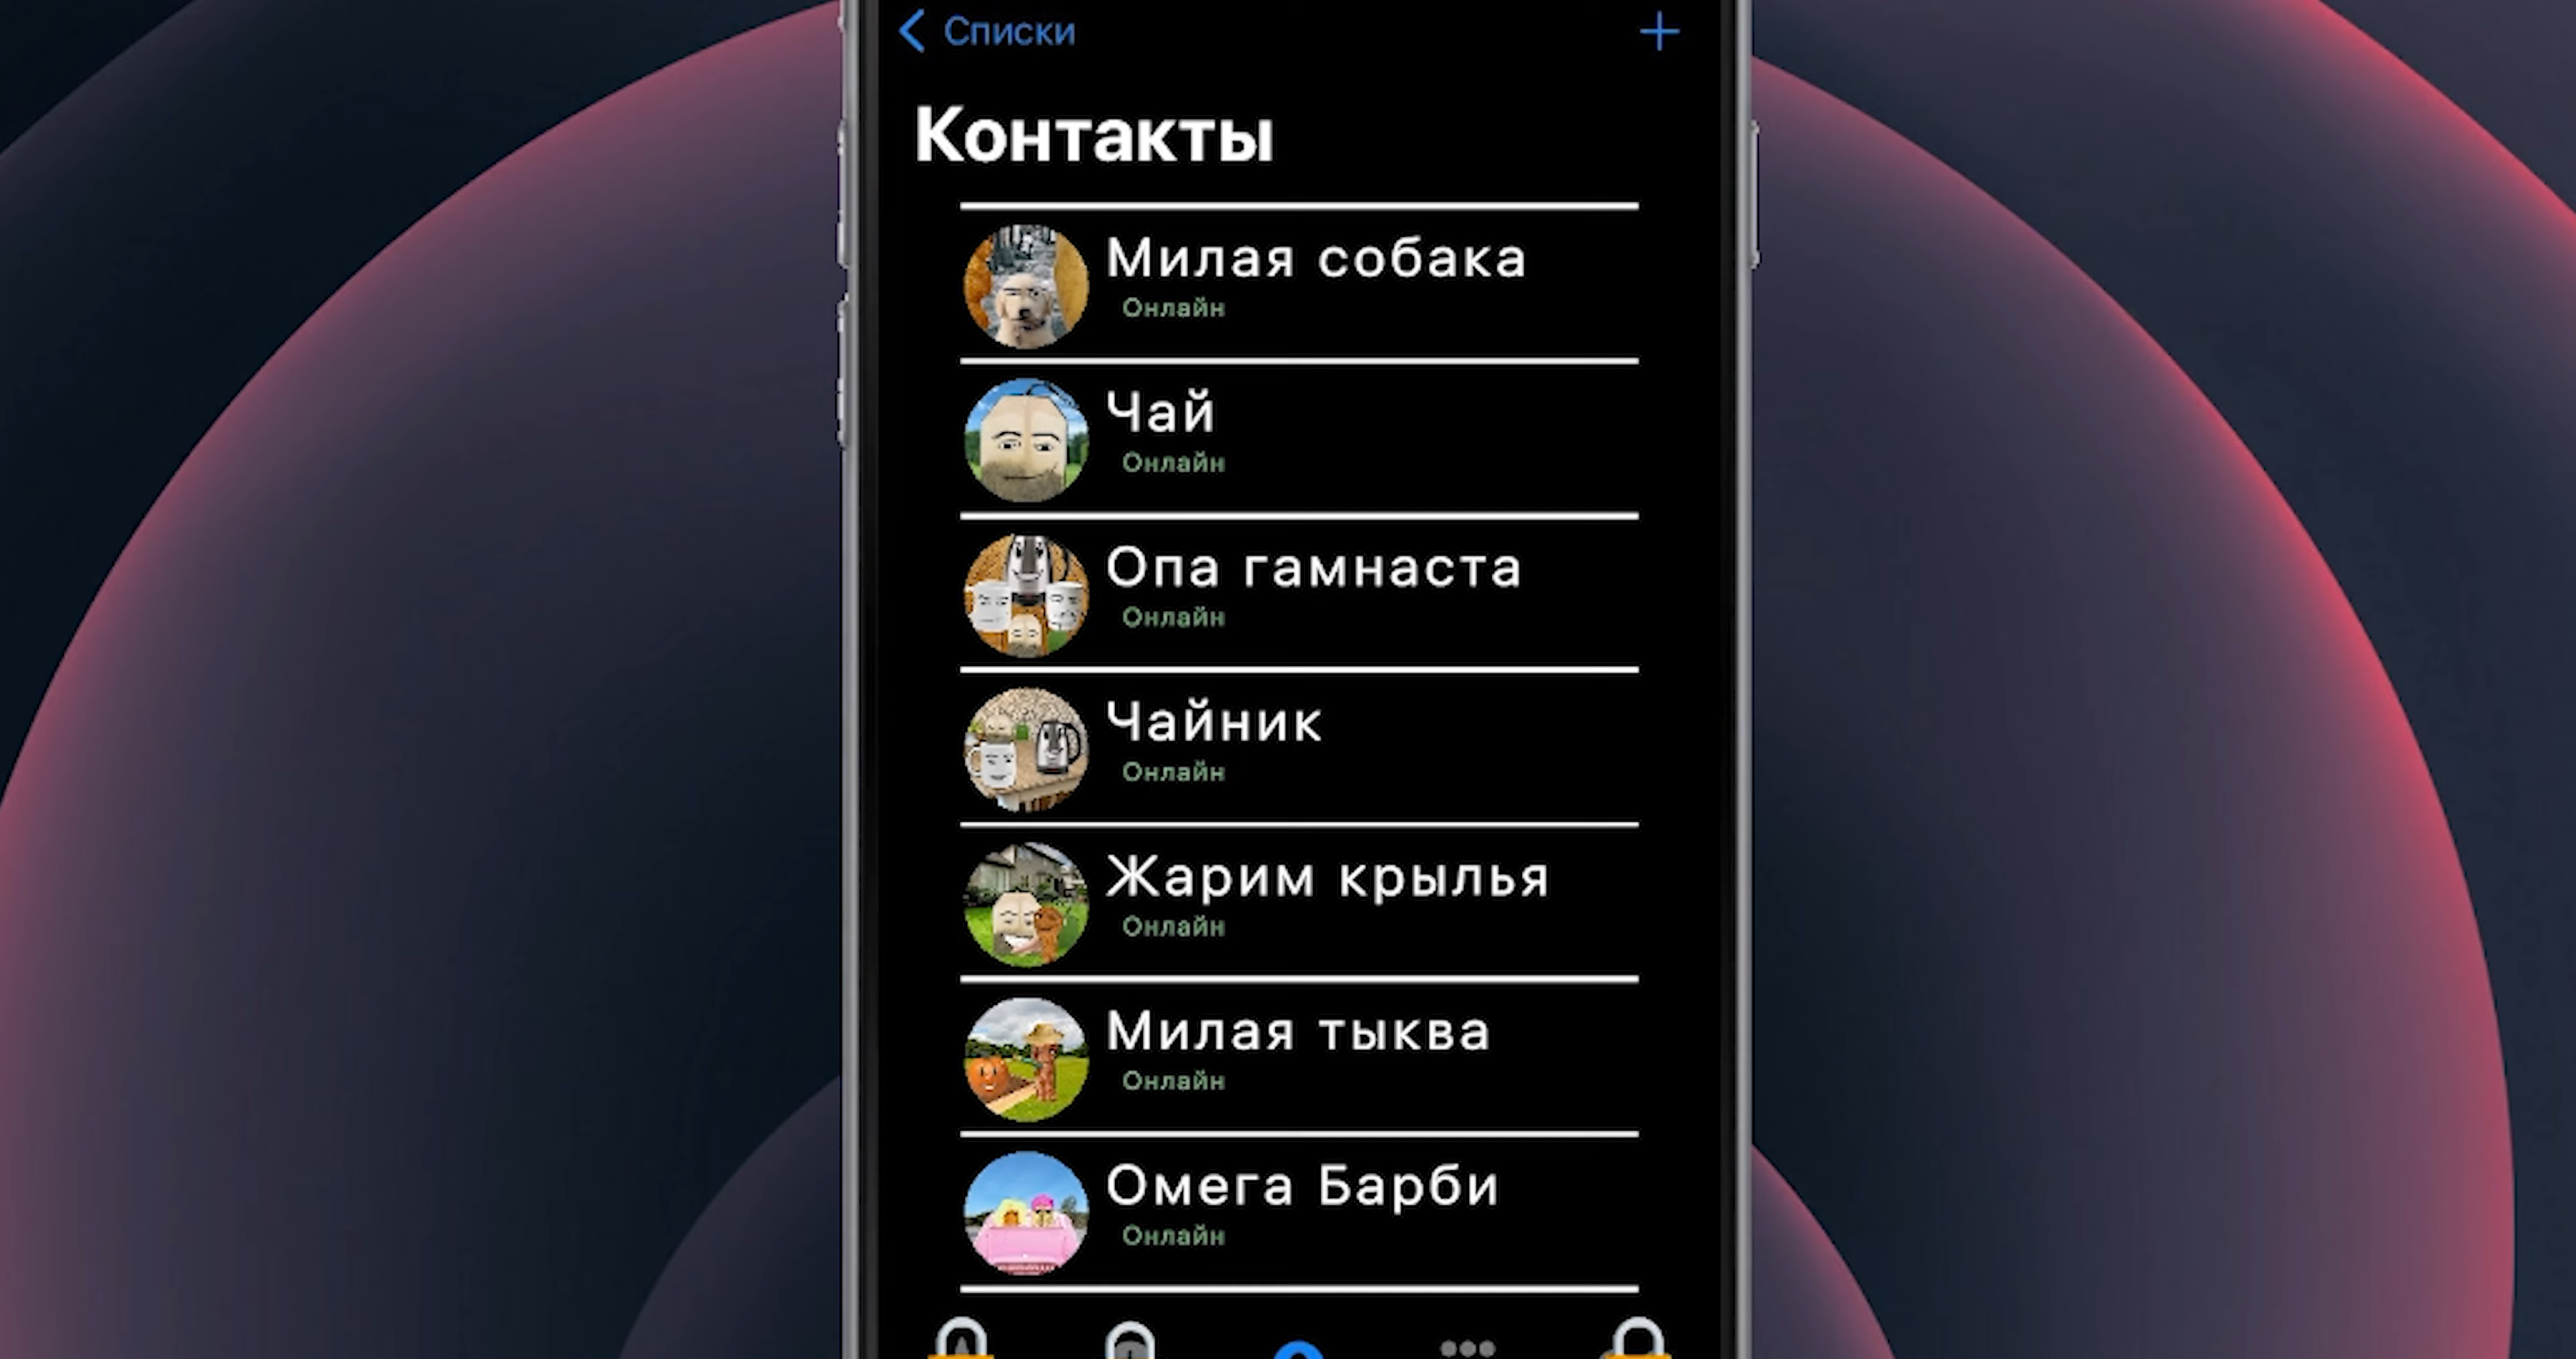 Списки
Контакты
Милая собака
Онлайн
Чай
Онлайн
Опа гамнаста
Онлайн
Чайник
Онлайн
Жарим крылья
Онлайн
Милая тыква
Онлайн
Омега Барби
Онлайн